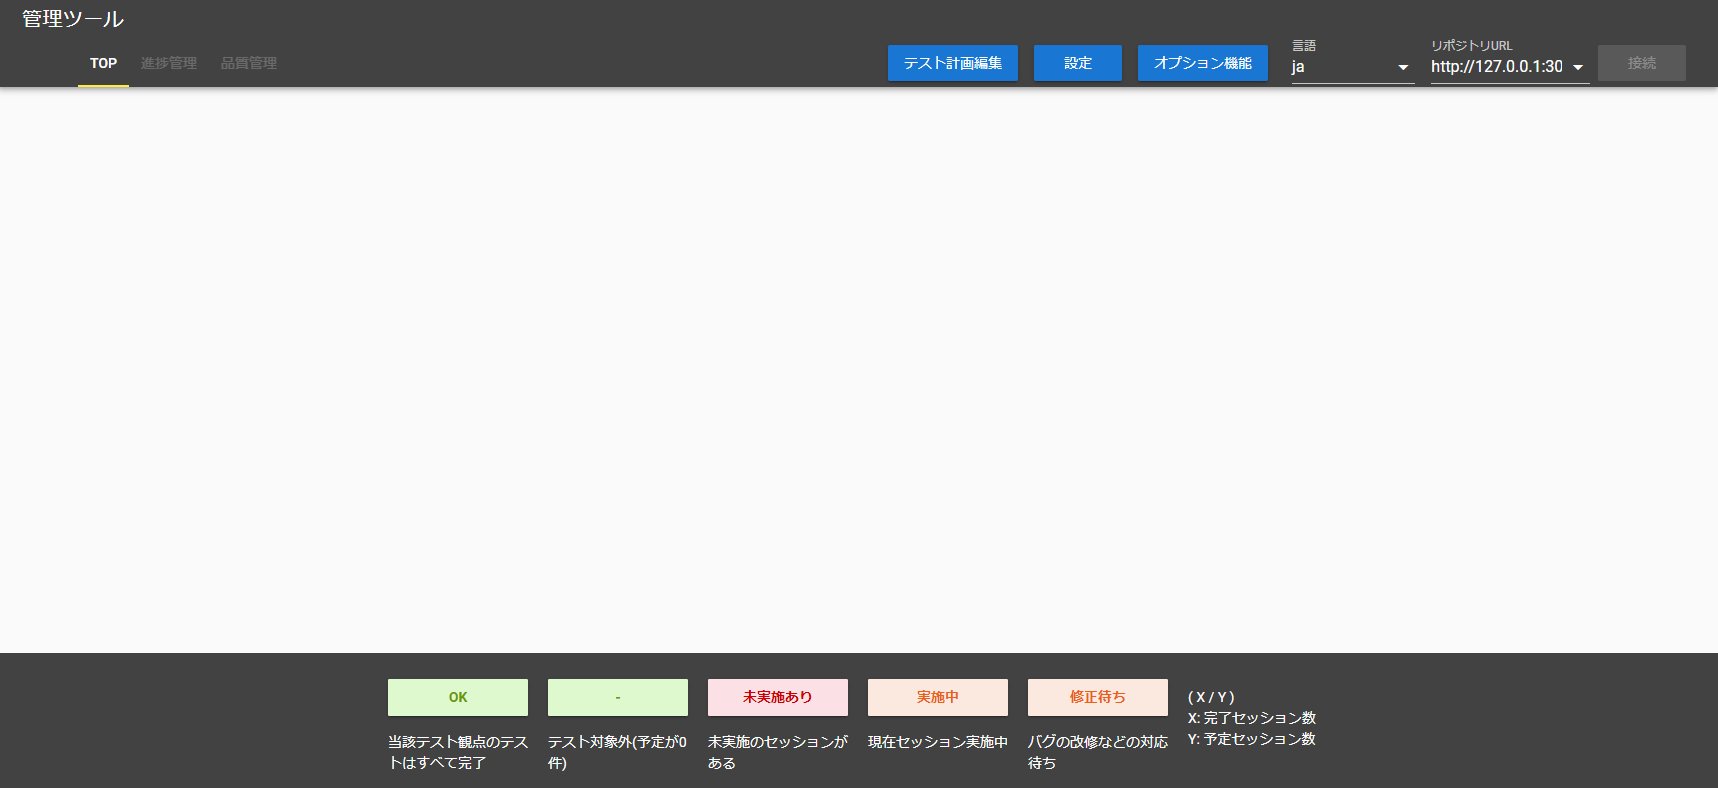 管理ツール
TOP
進捗管理
品質管理
テスト計画編集
設定
オプション機能
言語
ja
リポジトリURL
http://127.0.0.1:30
接続
OK
当該テスト観点のテス
トはすべて完了
-
テスト対象外(予定が0
件)
未実施あり
未実施のセッションが
ある
実施中
現在セッション実施中
修正待ち
バグの改修などの対応
待ち
( X / Y )
X: 完了セッション数
Y: 予定セッション数